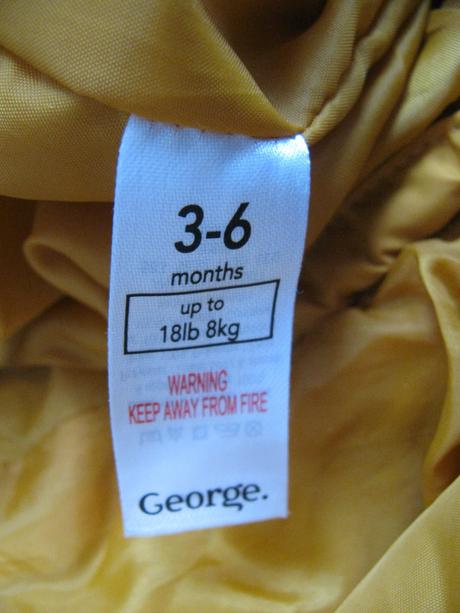 3-6
months
up to
18lb 8kg
WARNING
KEEP AWAY FROM FIRE
George.